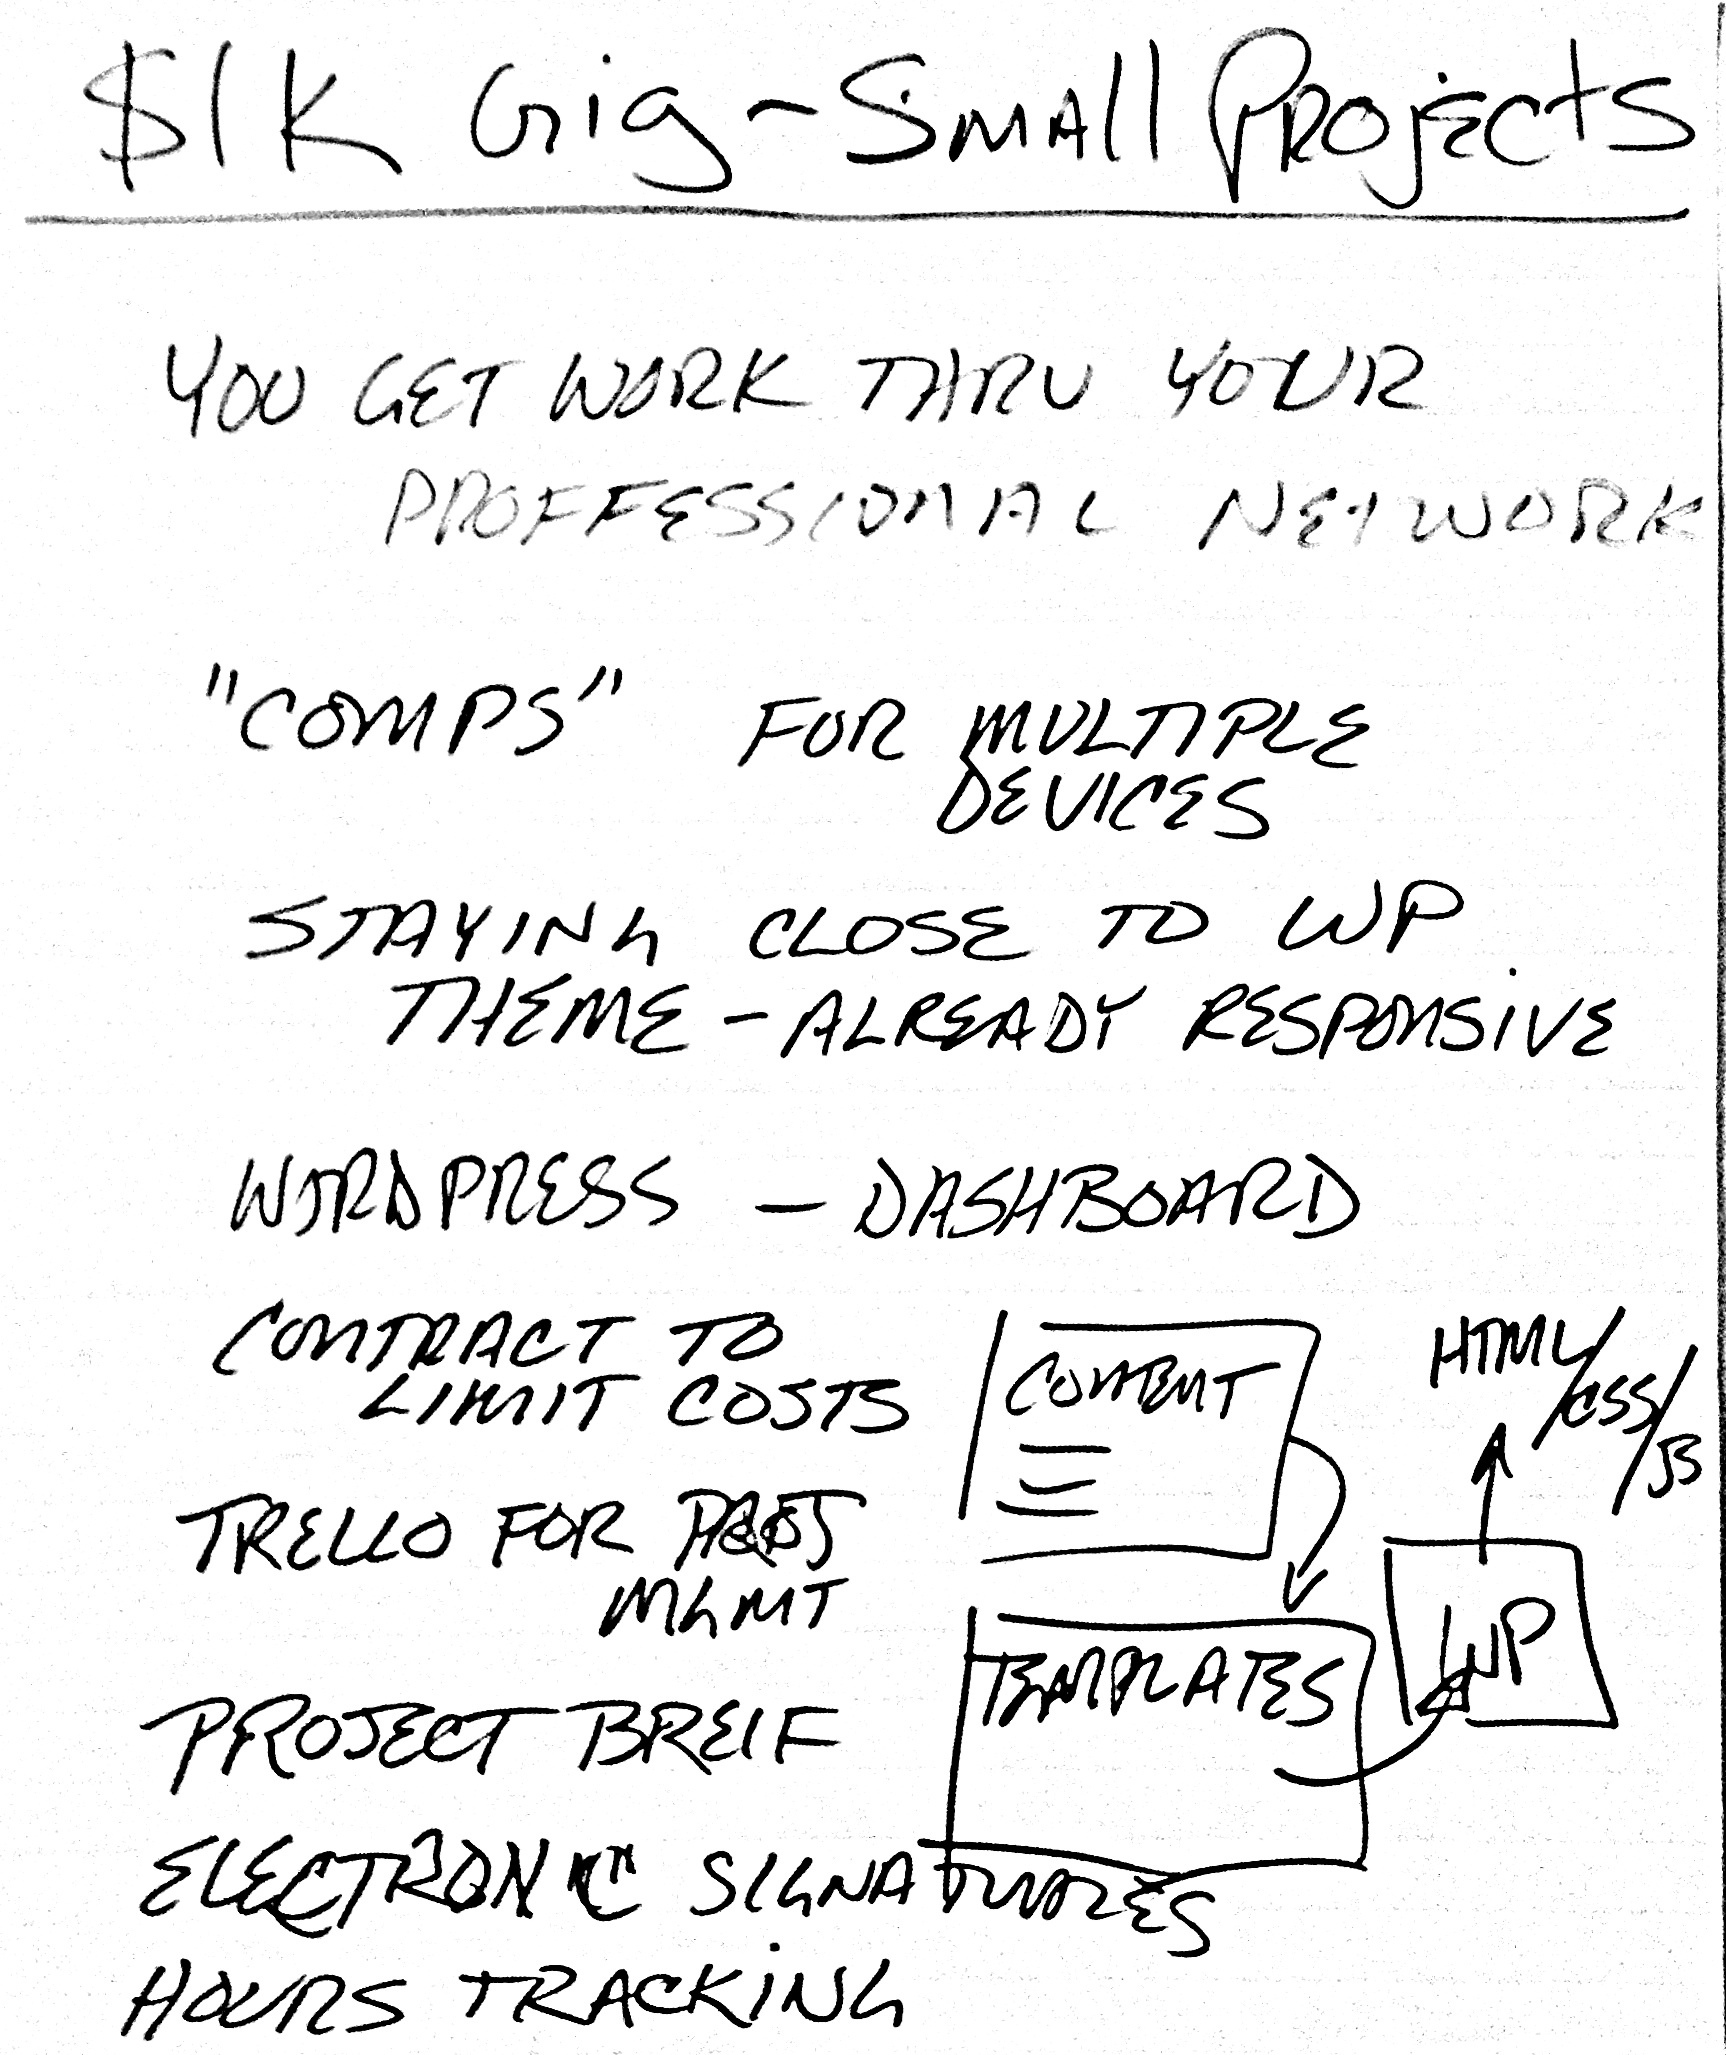 $1K Gig - Small Projects
YOU GET WORK THRU YOUR
PROFFESSIONAL NETWORK
"COMPS" FOR MULTIPLE
DEVICES
STAYING CLOSE TO WP
THEME - ALREADY RESPONSIVE
WORDPRESS - DASHBOARD
CONTRACT TO
LIMIT COSTS
TRELLO FOR PROJ
MGMT
PROJECT BREIF
ELECTRONIC SIGNATURES
HOURS TRACKING
CONTENT
TEMPLATES
WP
HTML/CSS/JS